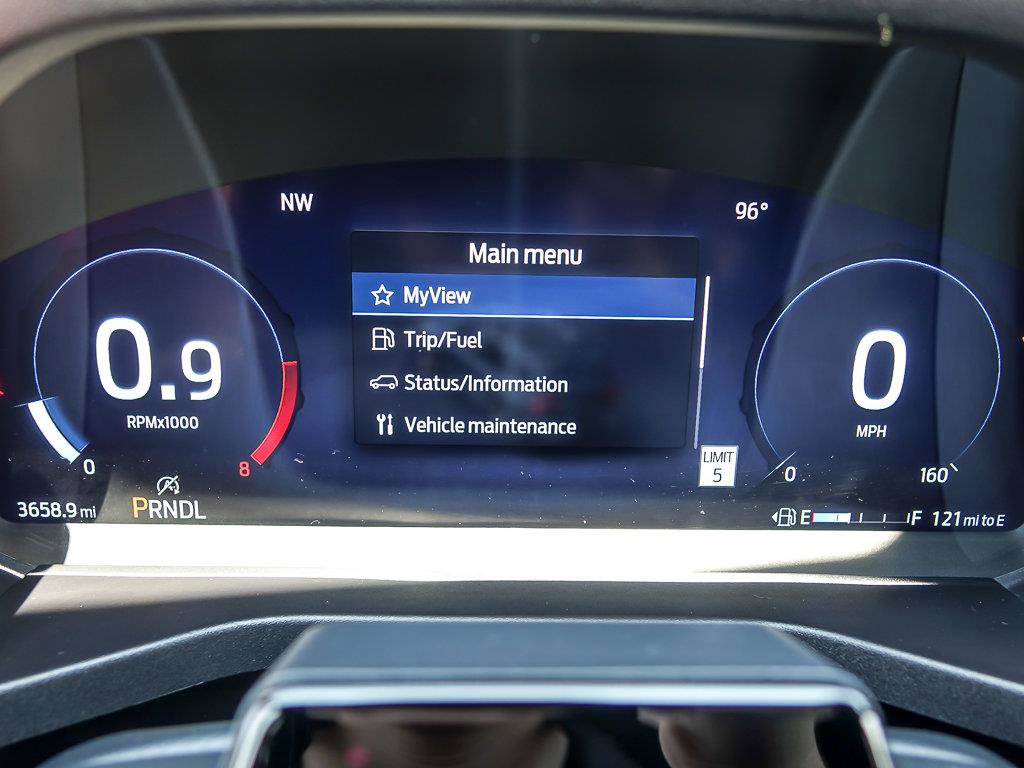 NW
96°
Main menu
MyView
Trip/Fuel
Status/Information
Vehicle maintenance
0.9
RPMx1000
0
8
0
MPH
0
160
LIMIT
5
3658.9 mi
PRNDL
E
F
121 mi to E